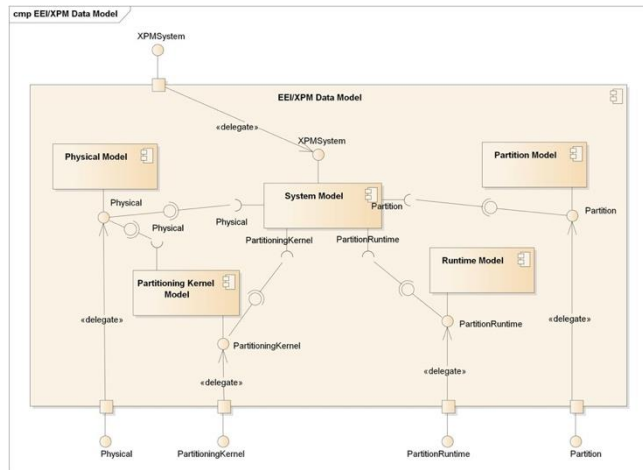 cmp EEI/XPM Data Model
XPMSystem
EEI/XPM Data Model
«delegate»
XPMSystem
Physical Model
Partition Model
Physical
System Model
Partition
Physical
Physical
Partition
PartitioningKernel
PartitionRuntime
Partitioning Kernel
Model
Runtime Model
«delegate»
«delegate»
PartitioningKernel
PartitionRuntime
«delegate»
«delegate»
Physical
PartitioningKernel
PartitionRuntime
Partition